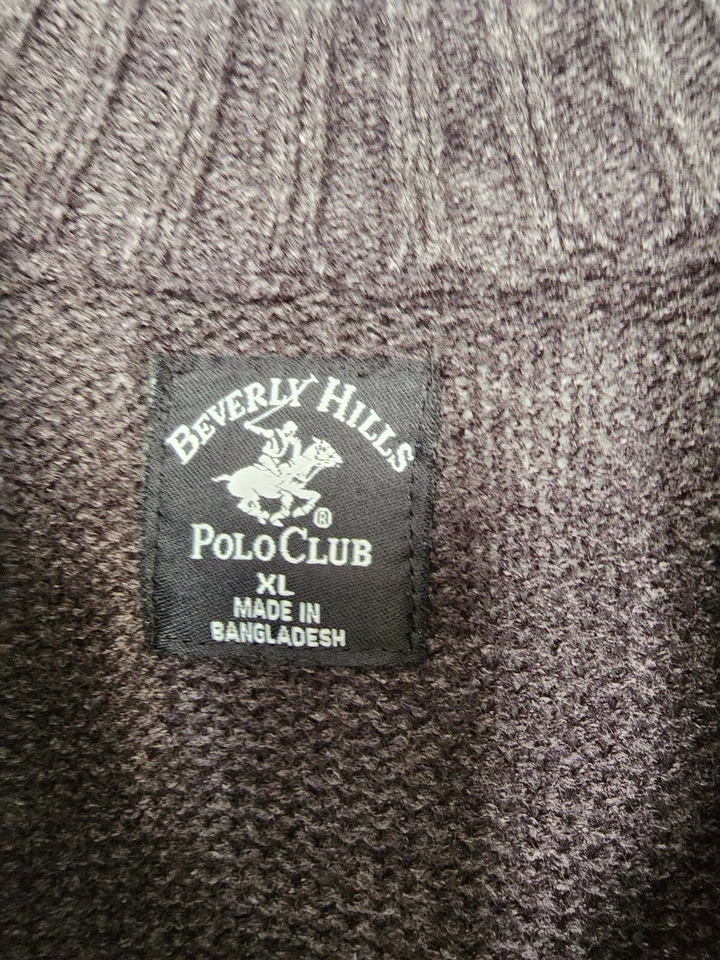 BEVERLY HILLS
®
POLO CLUB
XL
MADE IN
BANGLADESH